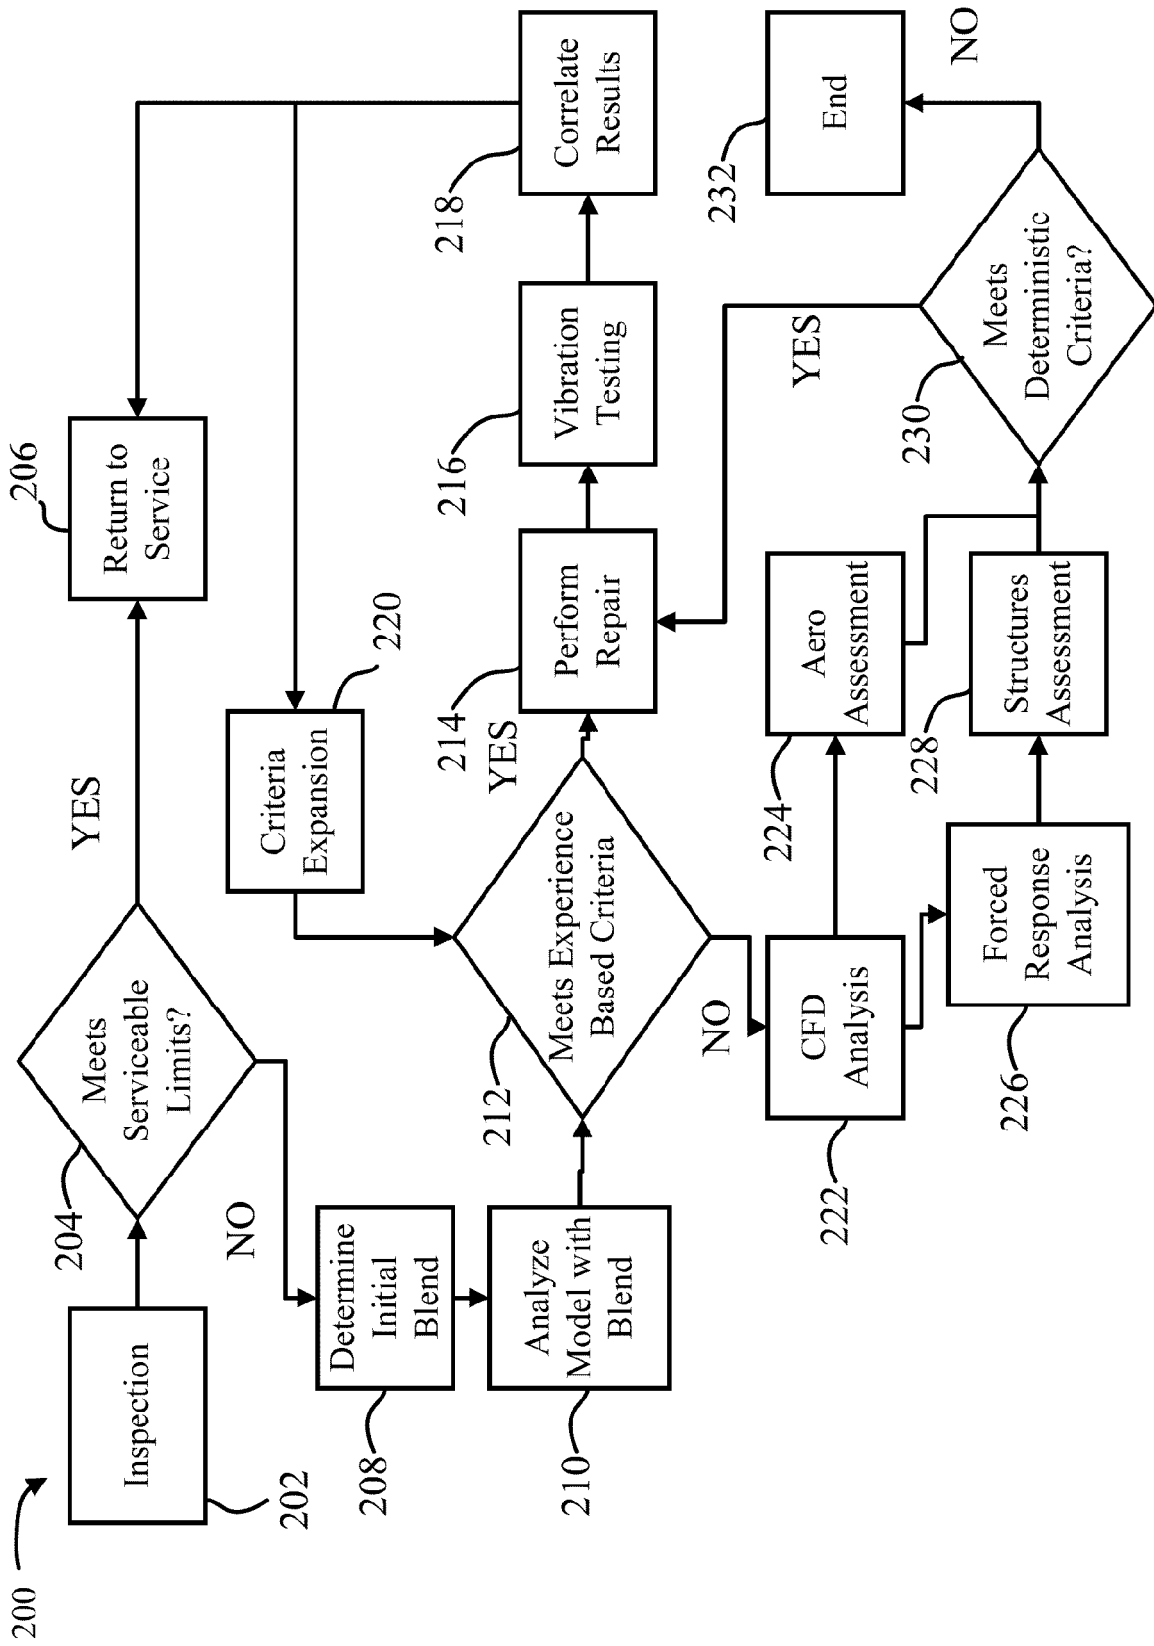 200
Inspection
202
Meets
Serviceable
Limits?
204
YES
Return to
Service
206
NO
Determine
Initial
Blend
208
Analyze
Model with
Blend
210
Criteria
Expansion
220
Meets Experience
Based Criteria
212
YES
Perform
Repair
214
Vibration
Testing
216
Correlate
Results
218
NO
CFD
Analysis
222
Aero
Assessment
224
Forced
Response
Analysis
226
Structures
Assessment
228
Meets
Deterministic
Criteria?
230
YES
End
232
NO